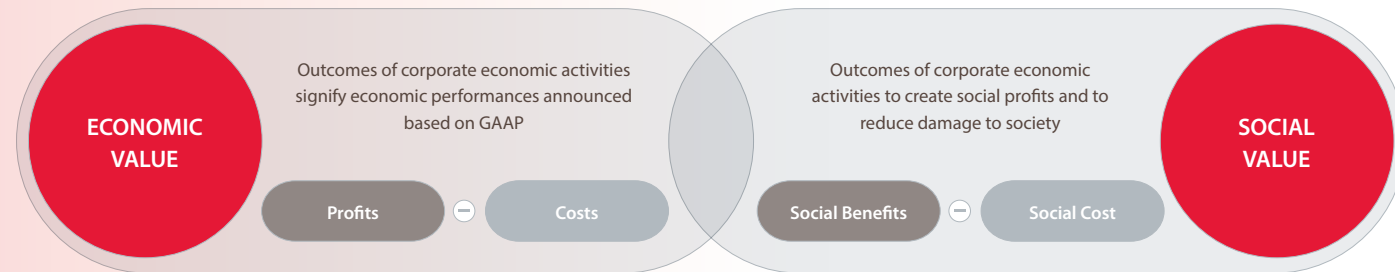 ECONOMIC
VALUE
Outcomes of corporate economic activities
signify economic performances announced
based on GAAP
Profits
Costs
Outcomes of corporate economic
activities to create social profits and to
reduce damage to society
Social Benefits
Social Cost
SOCIAL
VALUE